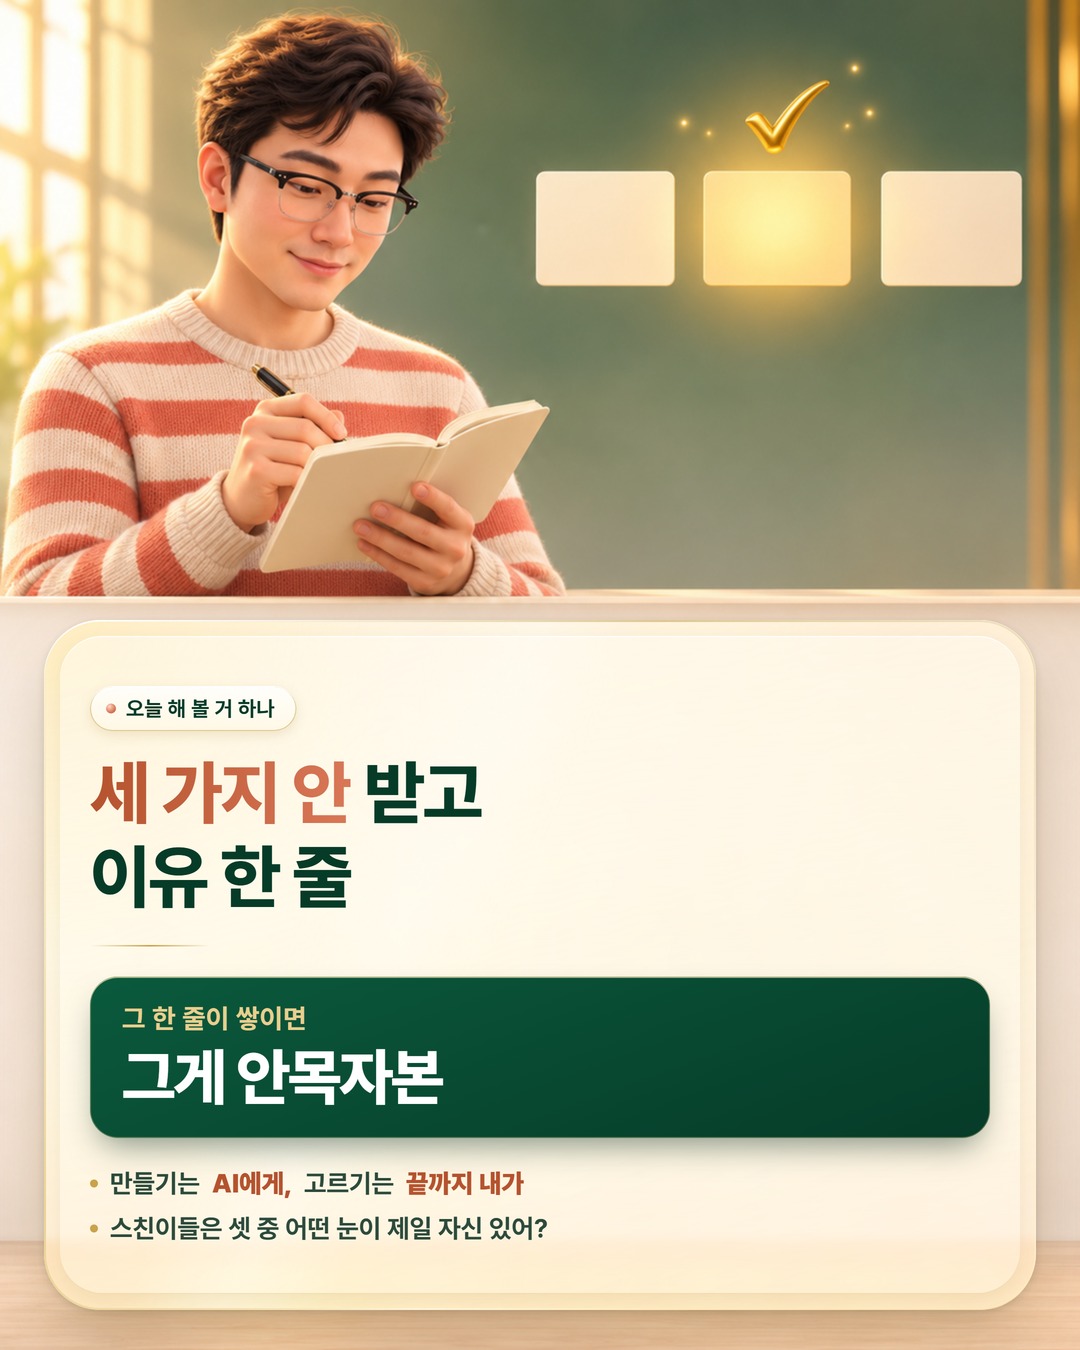 오늘 해 볼 거 하나
세 가지 안 받고
이유 한 줄
그 한 줄이 쌓이면
그게 안목자본
만들기는 AI에게, 고르기는 끝까지 내가
스친이들은 셋 중 어떤 눈이 제일 자신 있어?